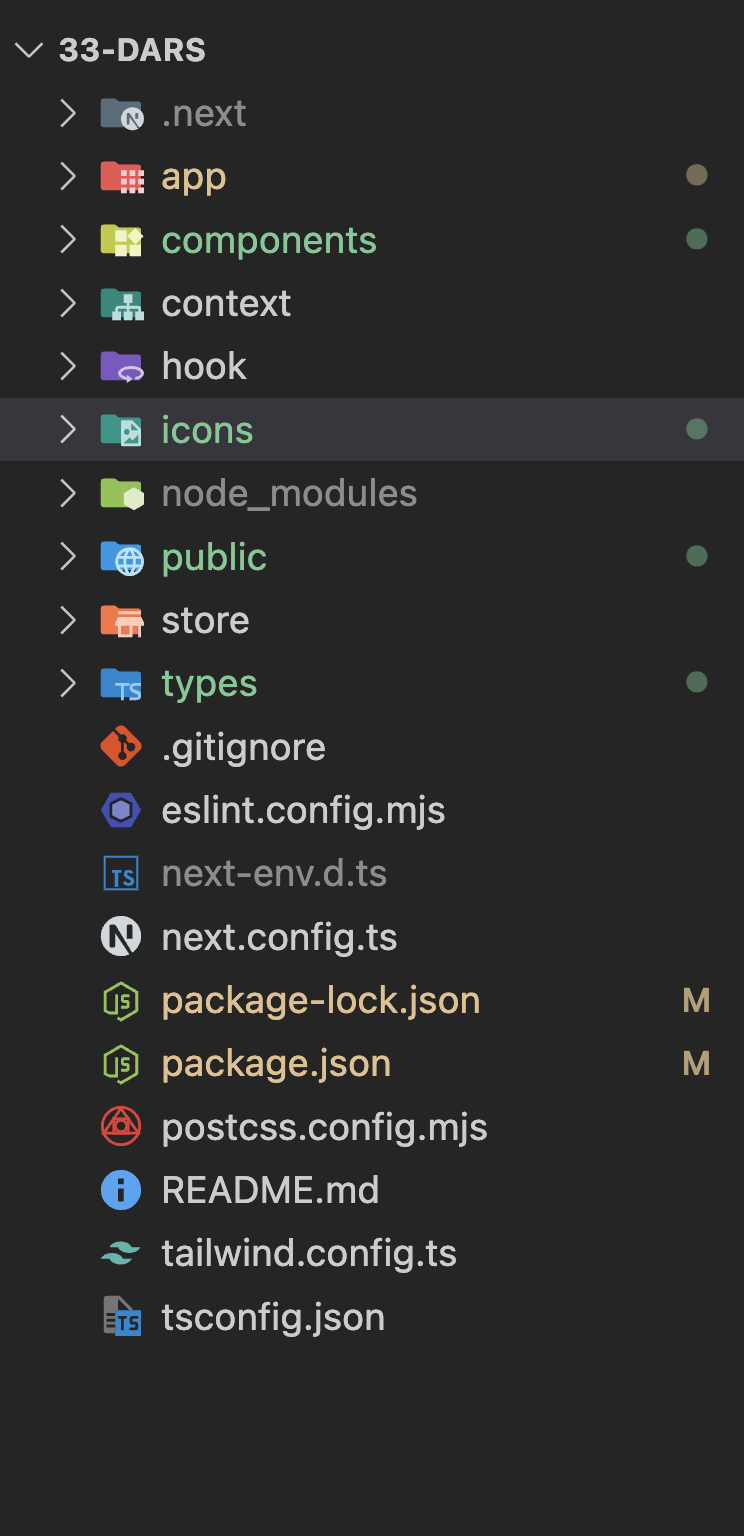 33-DARS
.next
app
components
context
hook
icons
node_modules
public
store
types
.gitignore
eslint.config.mjs
next-env.d.ts
next.config.ts
package-lock.json M
package.json M
postcss.config.mjs
README.md
tailwind.config.ts
tsconfig.json